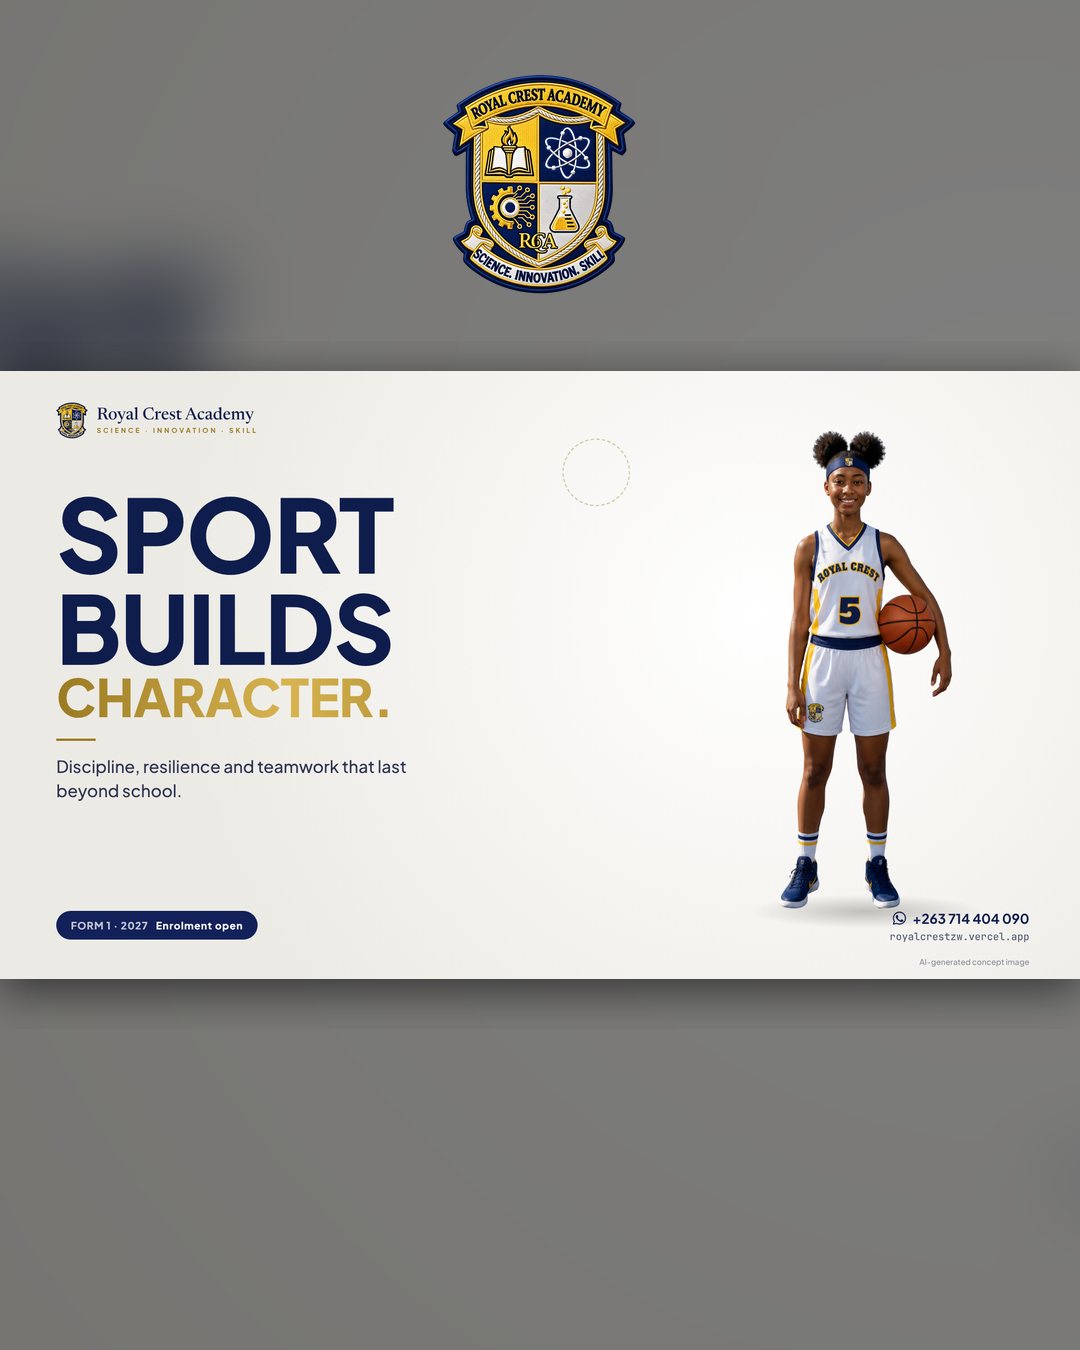 ROYAL CREST ACADEMY
RCA
SCIENCE. INNOVATION. SKILL
Royal Crest Academy
SCIENCE · INNOVATION · SKILL
SPORT
BUILDS
CHARACTER.
Discipline, resilience and teamwork that last
beyond school.
ROYAL CREST
5
FORM 1 · 2027 Enrolment open
+263 714 404 090
royalcrestzw.vercel.app
AI-generated concept image